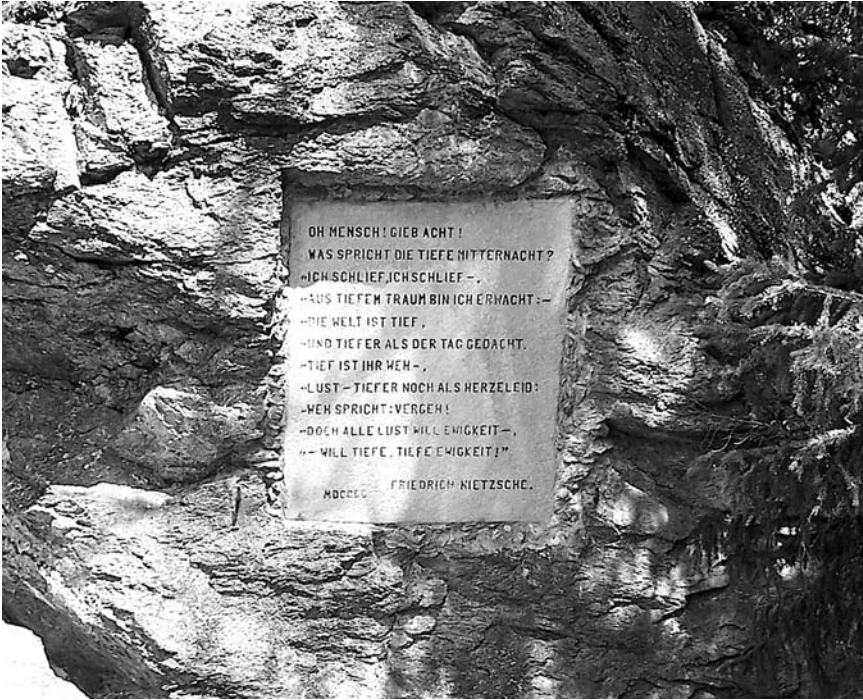 OH MENSCH! GIEB ACHT!
WAS SPRICHT DIE TIEFE MITTERNACHT?
"ICH SCHLIEF, ICH SCHLIEF –,
"AUS TIEFEM TRAUM BIN ICH ERWACHT: –
"DIE WELT IST TIEF,
"UND TIEFER ALS DER TAG GEDACHT.
"TIEF IST IHR WEH –,
"LUST – TIEFER NOCH ALS HERZELEID:
"WEH SPRICHT: VERGEH!
"DOCH ALLE LUST WILL EWIGKEIT –,
"– WILL TIEFE, TIEFE EWIGKEIT!"
FRIEDRICH NIETZSCHE.
MDCCCC